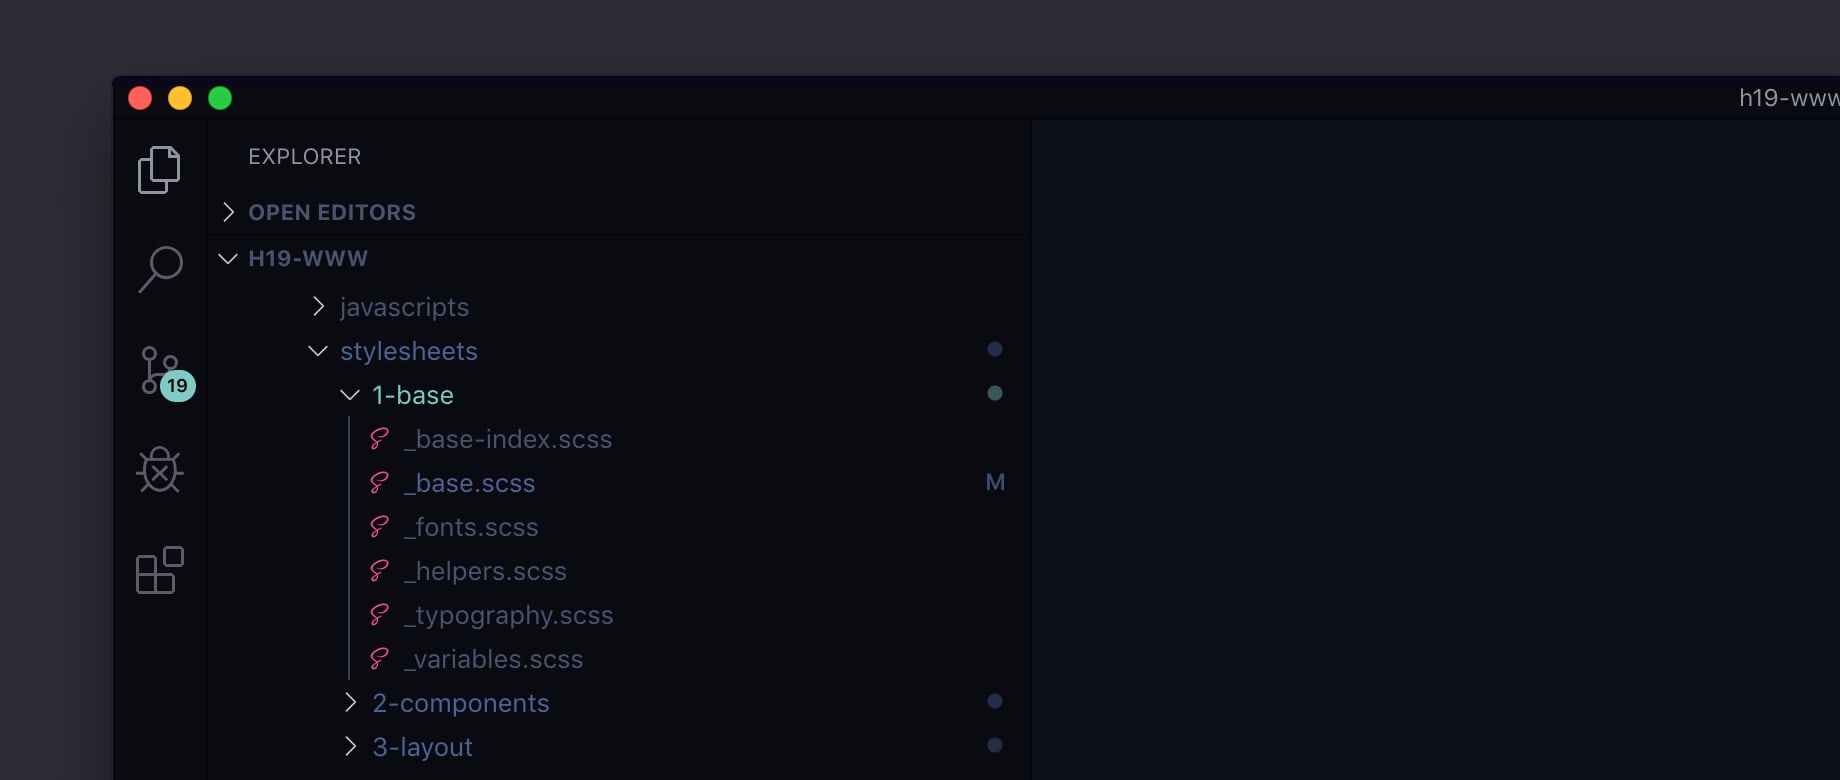 h19-www
EXPLORER
OPEN EDITORS
H19-WWW
javascripts
stylesheets
1-base
_base-index.scss
_base.scss M
_fonts.scss
_helpers.scss
_typography.scss
_variables.scss
2-components
3-layout
19